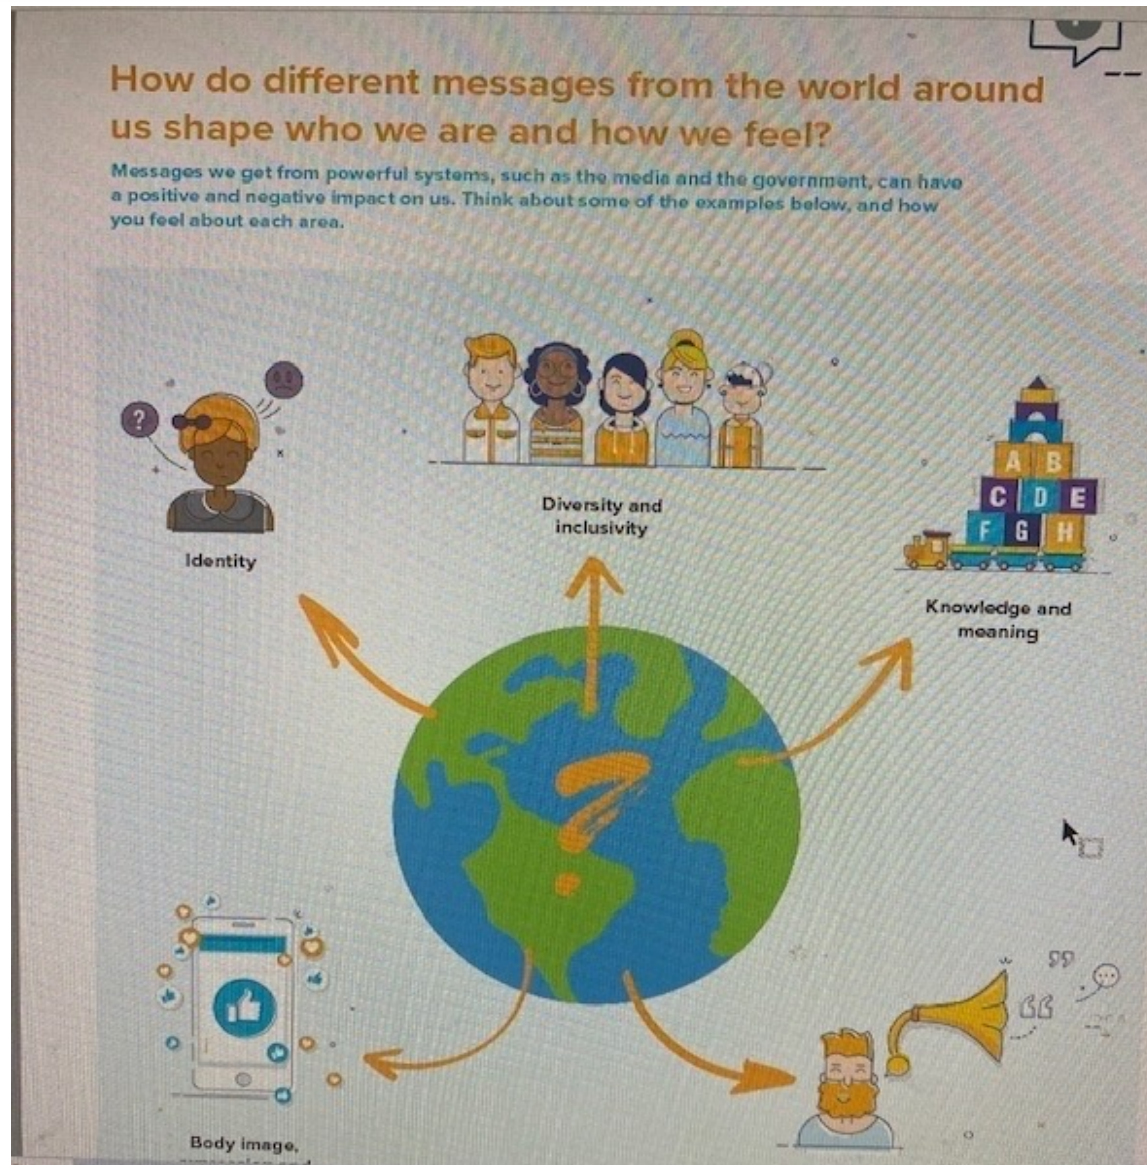 How do different messages from the world around
us shape who we are and how we feel?
Messages we get from powerful systems, such as the media and the government, can have
a positive and negative impact on us. Think about some of the examples below, and how
you feel about each area.
?
Identity
Diversity and
inclusivity
A B
C D E
F G H
Knowledge and
meaning
?
Body image,